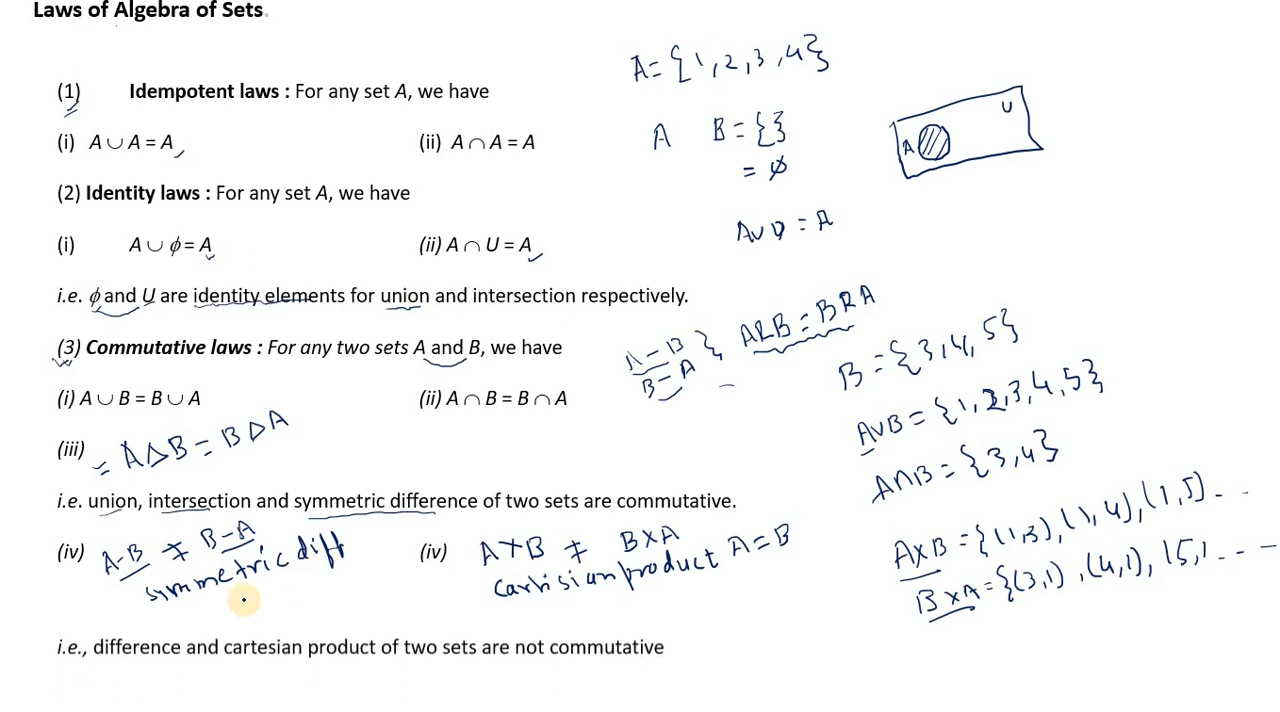 Laws of Algebra of Sets.
A={1,2,3,4}
(1) Idempotent laws : For any set A, we have
U
A B={}
(i) A∪A=A (ii) A∩A=A
A
=ϕ
(2) Identity laws : For any set A, we have
A∪ϕ=A
(i) A∪ϕ=A (ii) A∩U=A
i.e. ϕ and U are identity elements for union and intersection respectively.
A-B } ARB=BRA
B-A
B={3,4,5}
(3) Commutative laws : For any two sets A and B, we have
(i) A∪B=B∪A (ii) A∩B=B∩A
A∪B={1,2,3,4,5}
(iii) = A△B=B△A
A∩B={3,4}
i.e. union, intersection and symmetric difference of two sets are commutative.
(iv) A-B ≠ B-A (iv) A×B ≠ B×A
symmetric diff Cartisian product A=B
A×B={(1,3),(1,4),(1,5)...
B×A={(3,1),(4,1),(5,1...
i.e., difference and cartesian product of two sets are not commutative